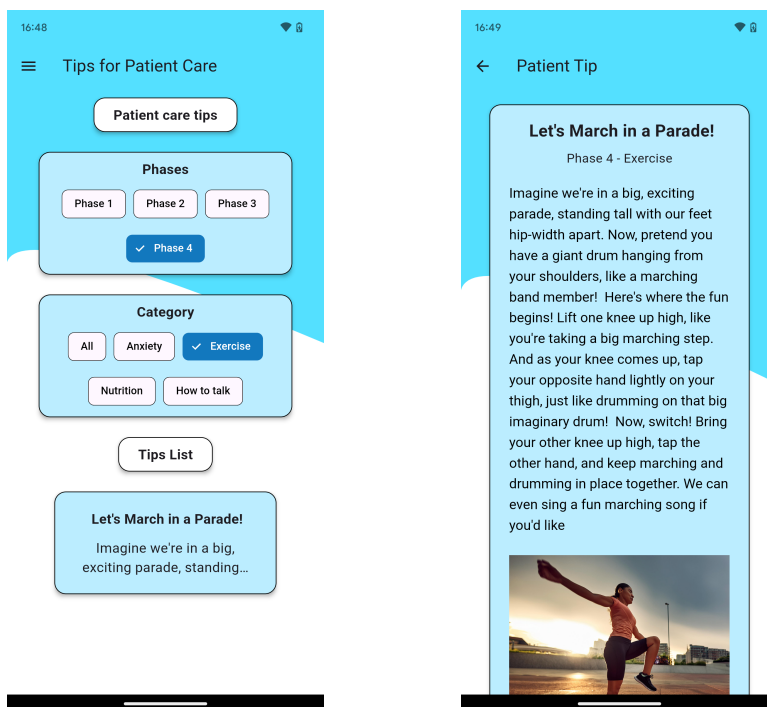 16:48
Tips for Patient Care
Patient care tips
Phases
Phase 1
Phase 2
Phase 3
Phase 4
Category
All
Anxiety
Exercise
Nutrition
How to talk
Tips List
Let's March in a Parade!
Imagine we're in a big,
exciting parade, standing...
16:49
Patient Tip
Let's March in a Parade!
Phase 4 - Exercise
Imagine we're in a big, exciting
parade, standing tall with our feet
hip-width apart. Now, pretend you
have a giant drum hanging from
your shoulders, like a marching
band member!  Here's where the fun
begins! Lift one knee up high, like
you're taking a big marching step.
And as your knee comes up, tap
your opposite hand lightly on your
thigh, just like drumming on that big
imaginary drum!  Now, switch! Bring
your other knee up high, tap the
other hand, and keep marching and
drumming in place together. We can
even sing a fun marching song if
you'd like